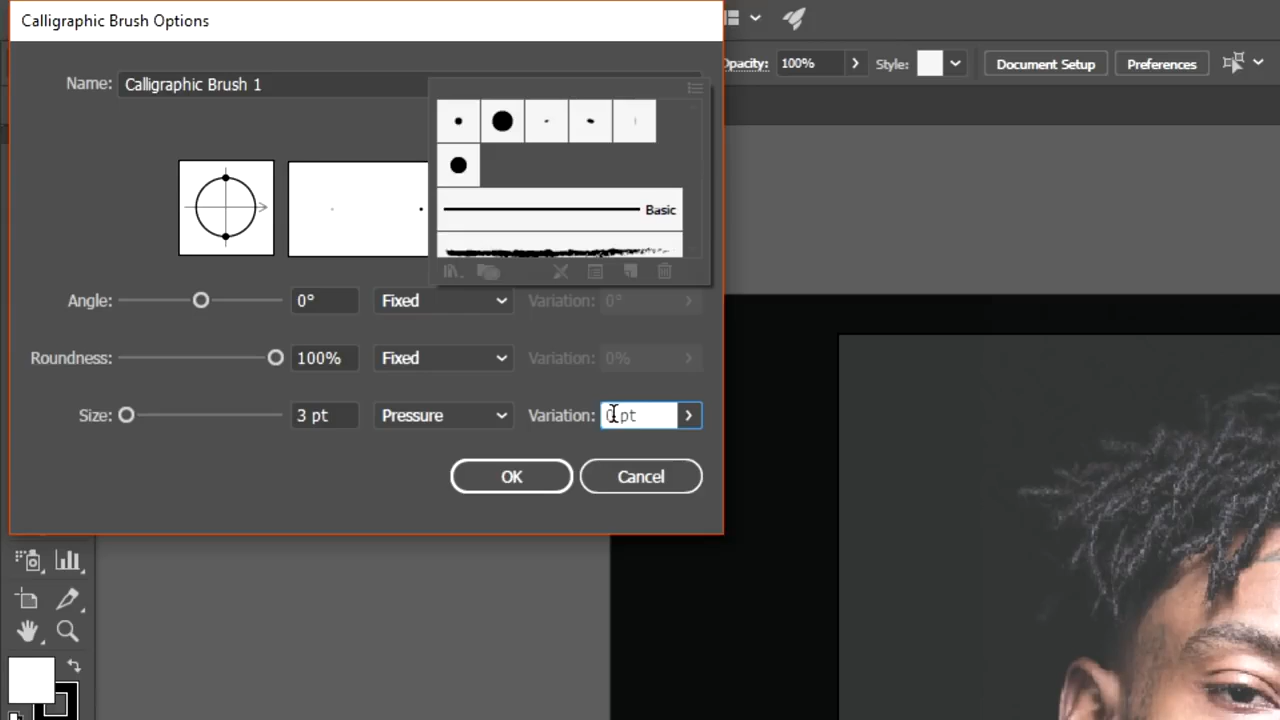 Calligraphic Brush Options
Opacity: 100% Style: Document Setup Preferences
Name: Calligraphic Brush 1
Basic
Angle: 0° Fixed Variation: 0°
Roundness: 100% Fixed Variation: 0%
Size: 3 pt Pressure Variation: 0 pt
OK Cancel